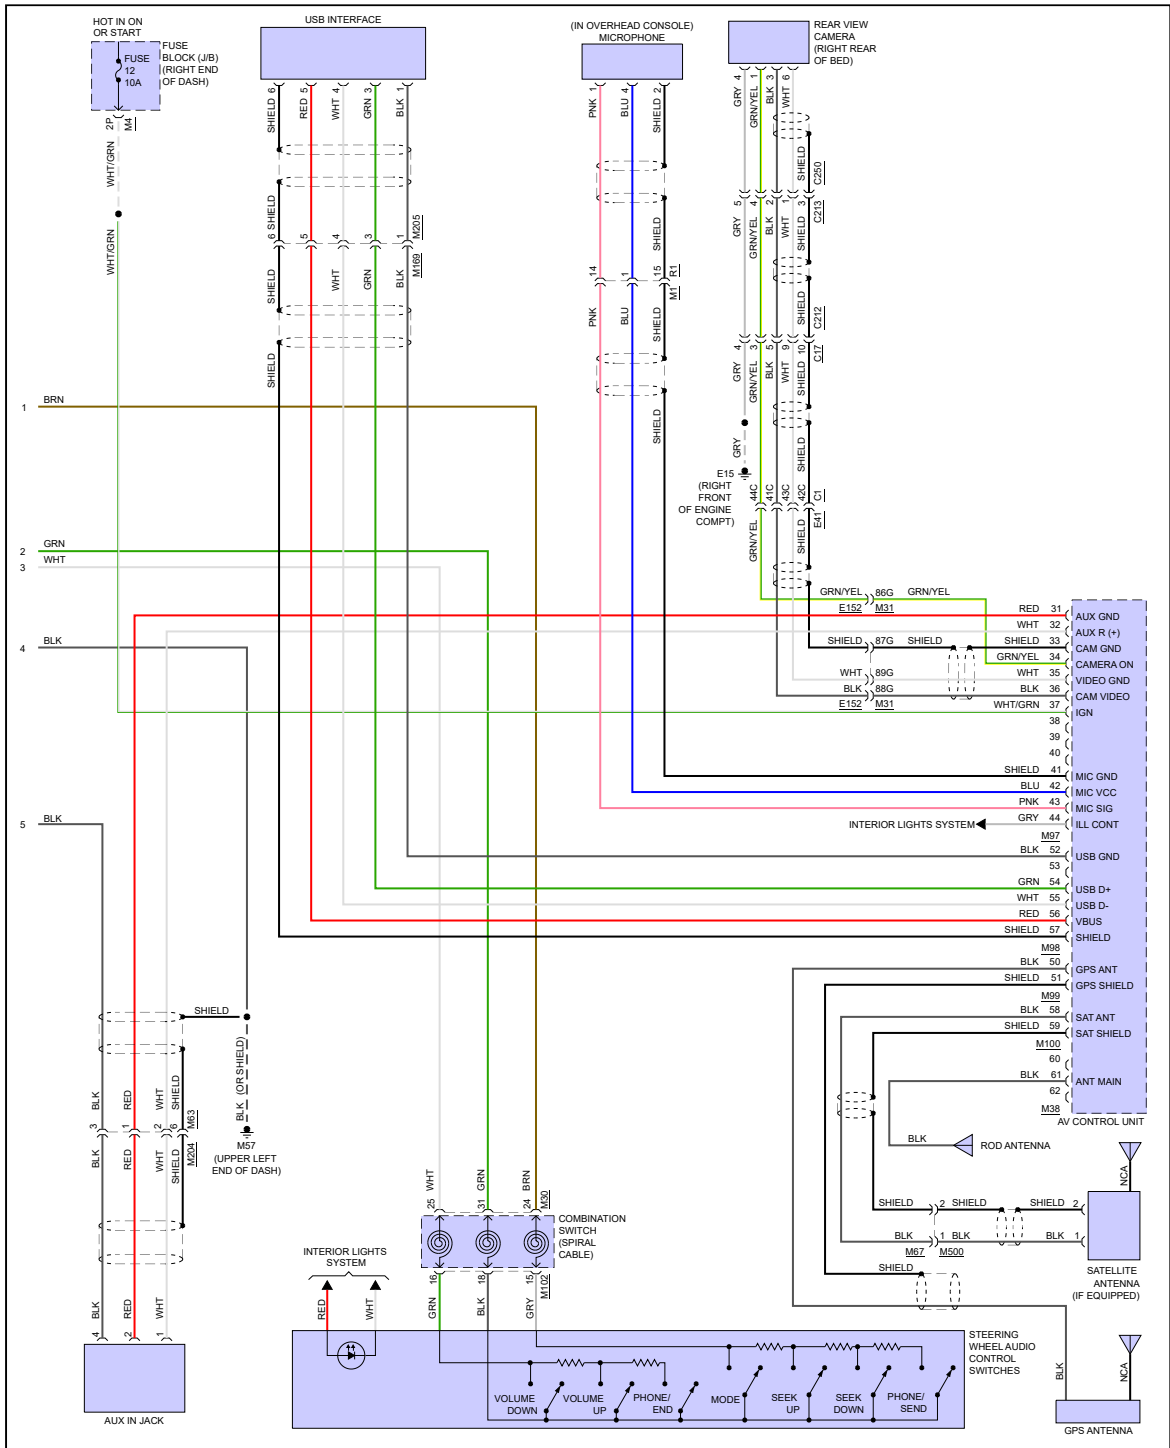 HOT IN ON
OR START
FUSE
12
10A
FUSE
BLOCK (J/B)
(RIGHT END
OF DASH)
2P
M4
WHT/GRN
WHT/GRN
USB INTERFACE
6
5
4
3
1
SHIELD
RED
WHT
GRN
BLK
SHIELD
6
5
4
3
1
M205
M169
SHIELD
WHT
GRN
BLK
SHIELD
(IN OVERHEAD CONSOLE)
MICROPHONE
1
4
2
PNK
BLU
SHIELD
SHIELD
14
1
15
R1
M1
PNK
BLU
SHIELD
SHIELD
REAR VIEW
CAMERA
(RIGHT REAR
OF BED)
4
1
3
6
GRY
GRN/YEL
BLK
WHT
SHIELD
C250
5
4
2
1
3
C213
GRY
GRN/YEL
BLK
WHT
SHIELD
SHIELD
C212
4
3
5
9
10
C17
GRY
GRN/YEL
BLK
WHT
SHIELD
GRY
SHIELD
E15
(RIGHT
FRONT
OF ENGINE
COMPT)
44C
41C
43C
42C
C1
E41
GRN/YEL
SHIELD
1
BRN
2
GRN
3
WHT
4
BLK
5
BLK
GRN/YEL
86G
GRN/YEL
E152
M31
SHIELD
87G
SHIELD
WHT
89G
BLK
88G
E152
M31
RED 31 AUX GND
WHT 32 AUX R (+)
SHIELD 33 CAM GND
GRN/YEL 34 CAMERA ON
WHT 35 VIDEO GND
BLK 36 CAM VIDEO
WHT/GRN 37 IGN
38
39
40
SHIELD 41 MIC GND
BLU 42 MIC VCC
PNK 43 MIC SIG
INTERIOR LIGHTS SYSTEM GRY 44 ILL CONT
M97
BLK 52 USB GND
53
GRN 54 USB D+
WHT 55 USB D-
RED 56 VBUS
SHIELD 57 SHIELD
M98
BLK 50 GPS ANT
SHIELD 51 GPS SHIELD
M99
BLK 58 SAT ANT
SHIELD 59 SAT SHIELD
M100
60
BLK 61 ANT MAIN
62
M38
AV CONTROL UNIT
SHIELD
BLK (OR SHIELD)
M57
(UPPER LEFT
END OF DASH)
BLK
RED
WHT
SHIELD
M63
3
1
2
6
M204
BLK
RED
WHT
SHIELD
BLK
RED
WHT
4
2
1
AUX IN JACK
WHT
GRN
BRN
25
31
24
M30
COMBINATION
SWITCH
(SPIRAL
CABLE)
16
18
15
M102
GRN
BLK
GRY
INTERIOR LIGHTS
SYSTEM
RED
WHT
STEERING
WHEEL AUDIO
CONTROL
SWITCHES
VOLUME
DOWN
VOLUME
UP
PHONE/
END
MODE
SEEK
UP
SEEK
DOWN
PHONE/
SEND
BLK
ROD ANTENNA
NCA
SHIELD 2 SHIELD SHIELD 2
BLK 1 BLK BLK 1
M67
M500
SATELLITE
ANTENNA
(IF EQUIPPED)
SHIELD
BLK
NCA
GPS ANTENNA